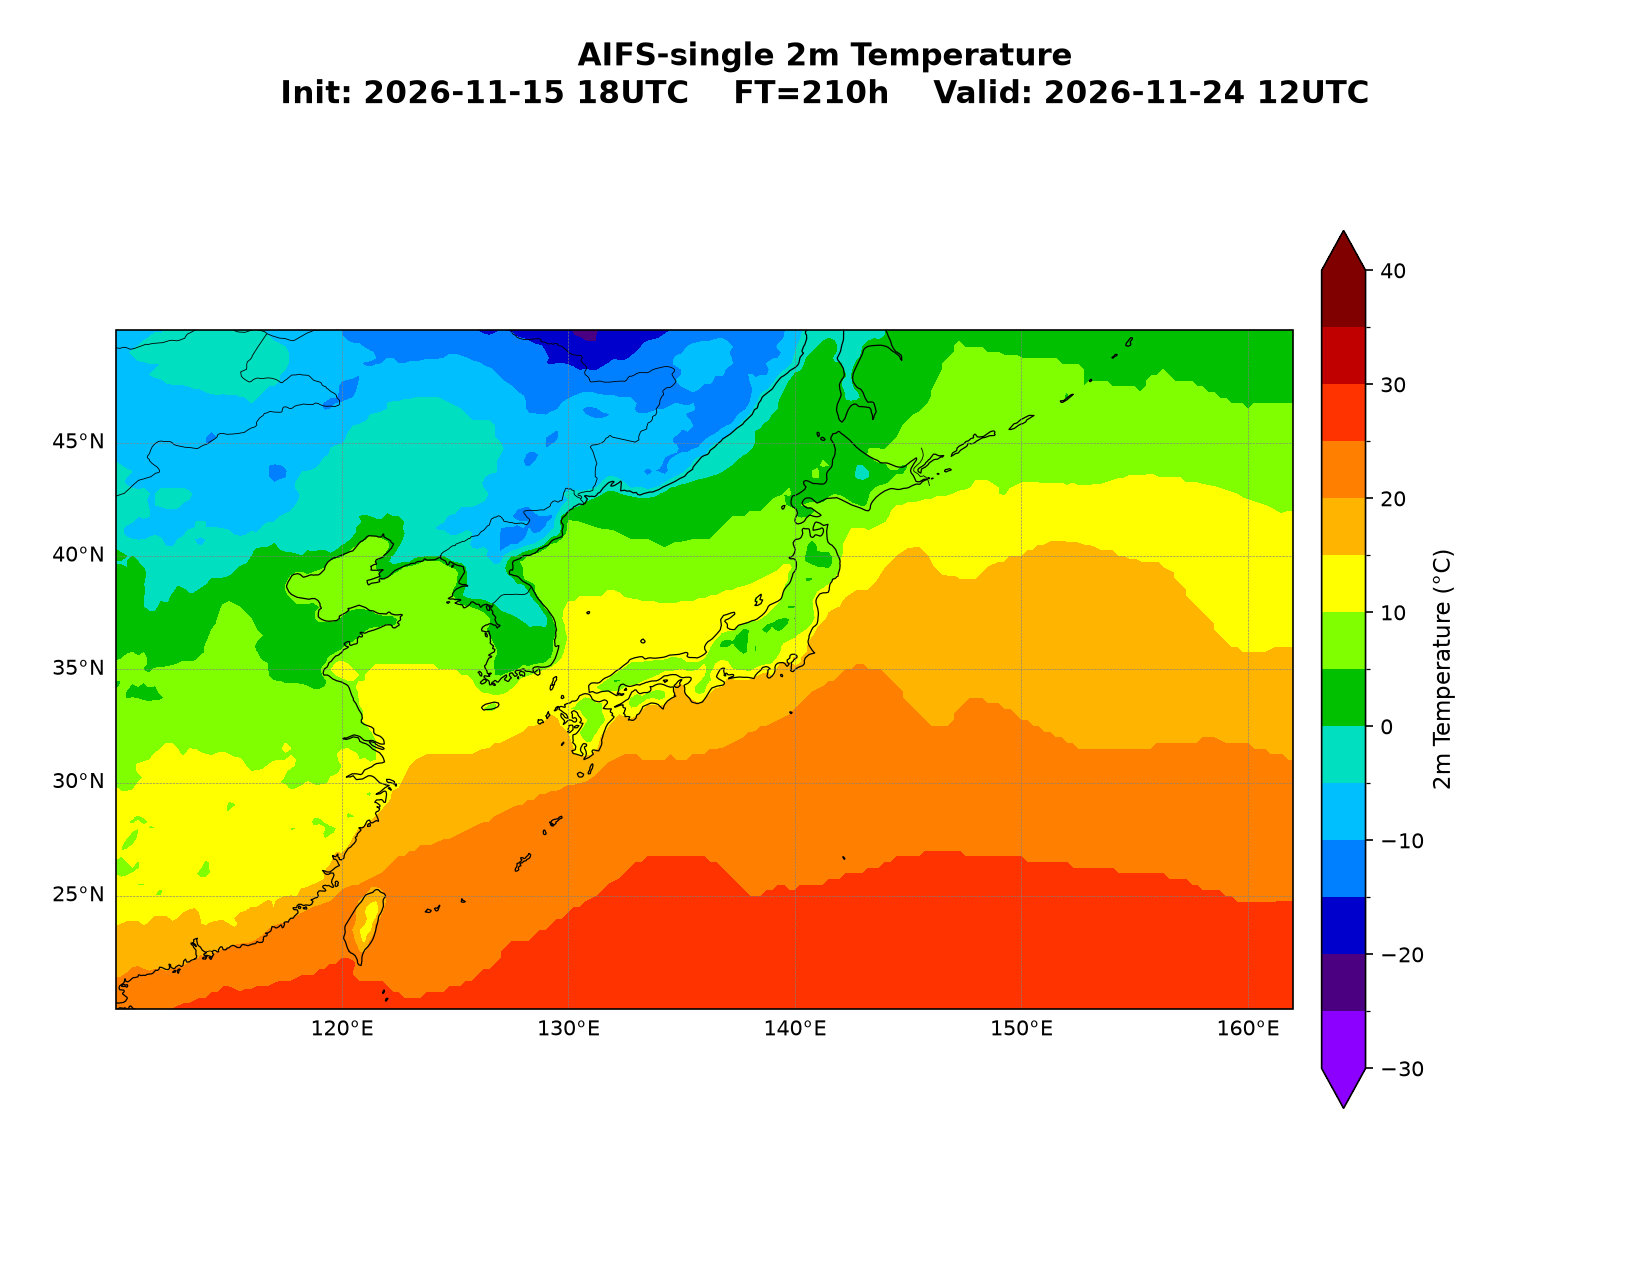 AIFS-single 2m Temperature
Init: 2026-11-15 18UTC    FT=210h    Valid: 2026-11-24 12UTC
45°N
40°N
35°N
30°N
25°N
120°E
130°E
140°E
150°E
160°E
40
30
20
10
0
−10
−20
−30
2m Temperature (°C)